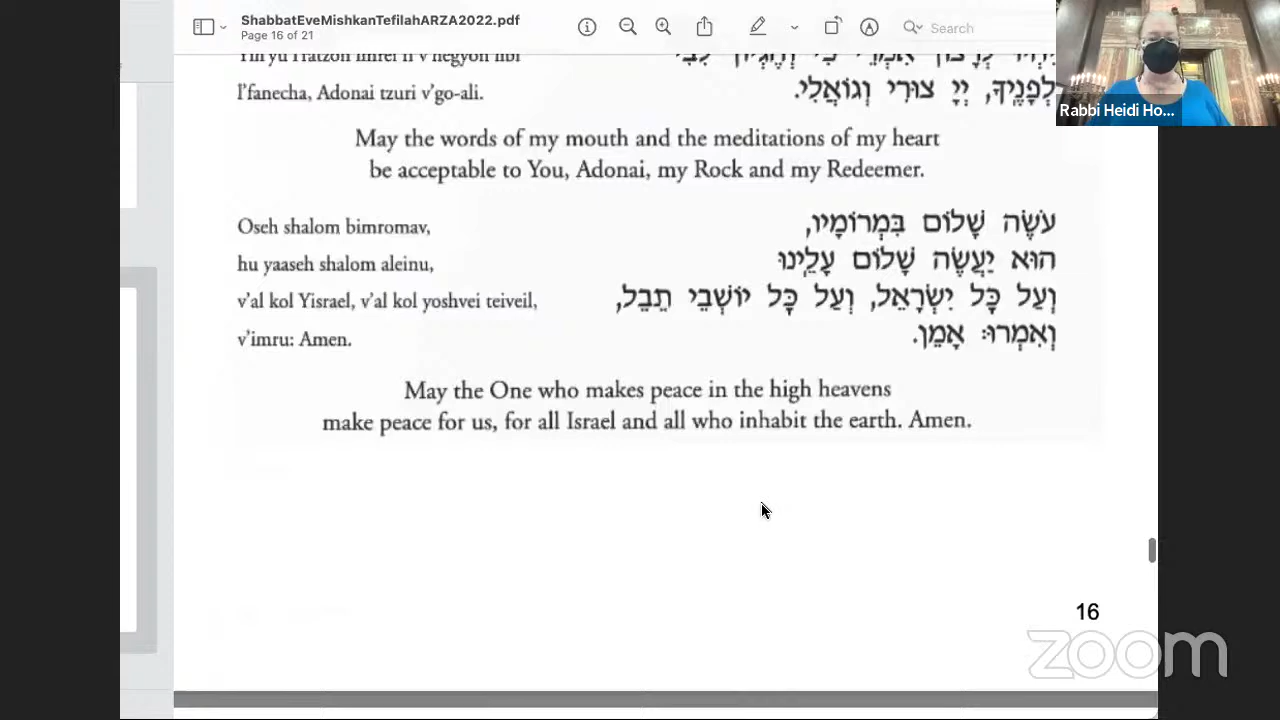 ShabbatEveMishkanTefilahARZA2022.pdf
Page 16 of 21
Search
Rabbi Heidi Ho...
l'fanecha, Adonai tzuri v'go-ali.
לְפָנֶֽיךָ, יְיָ צוּרִי וְגוֹאֲלִי.
May the words of my mouth and the meditations of my heart
be acceptable to You, Adonai, my Rock and my Redeemer.
Oseh shalom bimromav,
hu yaaseh shalom aleinu,
v'al kol Yisrael, v'al kol yoshvei teiveil,
v'imru: Amen.
עֹשֶׂה שָׁלוֹם בִּמְרוֹמָיו,
הוּא יַעֲשֶׂה שָׁלוֹם עָלֵֽינוּ
וְעַל כָּל יִשְׂרָאֵל, וְעַל כָּל יוֹשְׁבֵי תֵבֵל,
וְאִמְרוּ: אָמֵן.
May the One who makes peace in the high heavens
make peace for us, for all Israel and all who inhabit the earth. Amen.
16
zoom